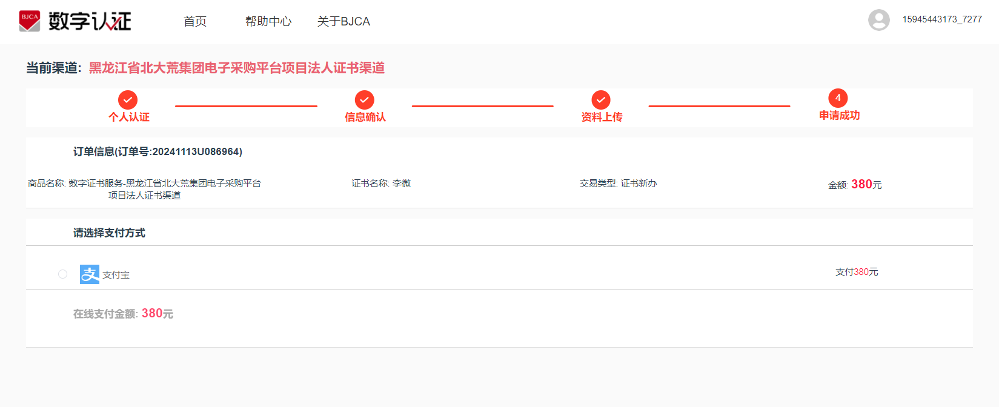 BJCA 数字认证 首页 帮助中心 关于BJCA 15945443173_7277
当前渠道: 黑龙江省北大荒集团电子采购平台项目法人证书渠道
个人认证 信息确认 资料上传 4 申请成功
订单信息(订单号:20241113U086964)
商品名称: 数字证书服务-黑龙江省北大荒集团电子采购平台
项目法人证书渠道
证书名称: 李微
交易类型: 证书新办
金额: 380元
请选择支付方式
支 支付宝 支付380元
在线支付金额: 380元